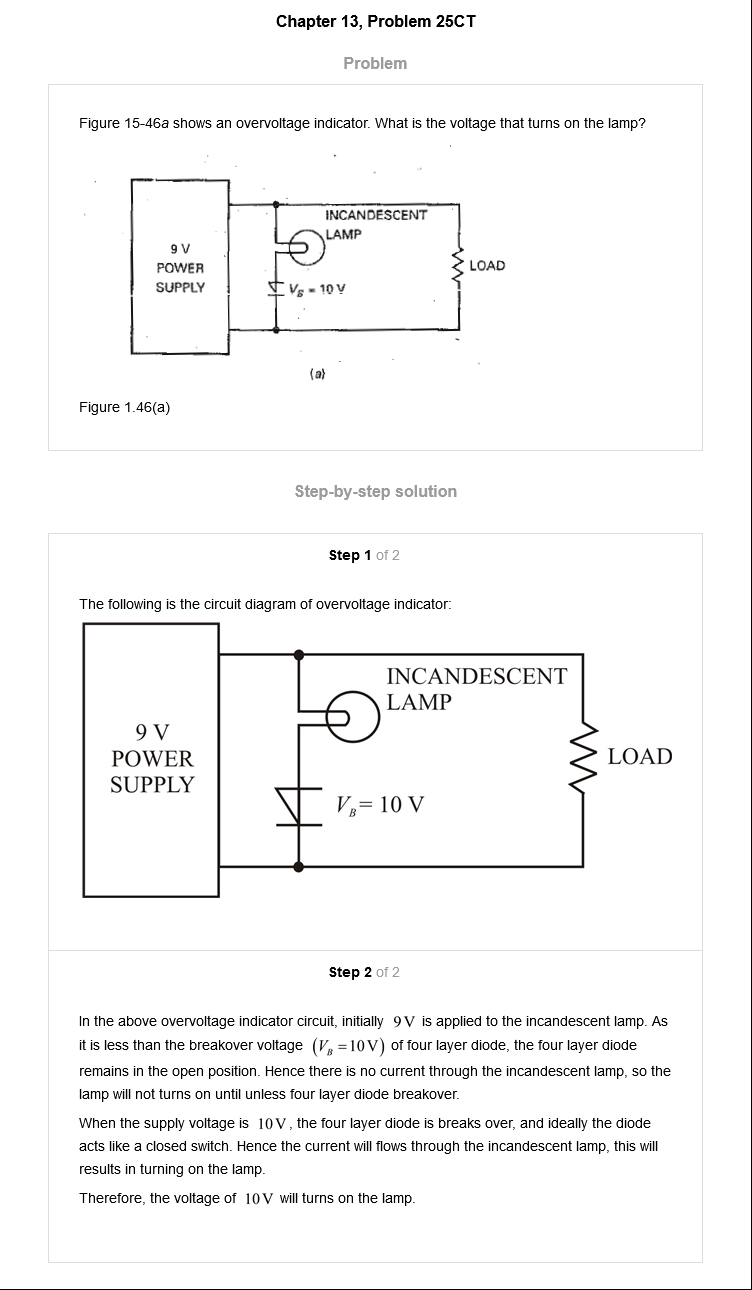 Chapter 13, Problem 25CT
Problem
Figure 15-46a shows an overvoltage indicator. What is the voltage that turns on the lamp?
INCANDESCENT
LAMP
9 V
POWER
SUPPLY
LOAD
V_B = 10 V
(a)
Figure 1.46(a)
Step-by-step solution
Step 1 of 2
The following is the circuit diagram of overvoltage indicator:
INCANDESCENT
LAMP
9 V
POWER
SUPPLY
LOAD
V_B = 10 V
Step 2 of 2
In the above overvoltage indicator circuit, initially 9 V is applied to the incandescent lamp. As
it is less than the breakover voltage (V_B = 10 V) of four layer diode, the four layer diode
remains in the open position. Hence there is no current through the incandescent lamp, so the
lamp will not turns on until unless four layer diode breakover.
When the supply voltage is 10 V, the four layer diode is breaks over, and ideally the diode
acts like a closed switch. Hence the current will flows through the incandescent lamp, this will
results in turning on the lamp.
Therefore, the voltage of 10 V will turns on the lamp.